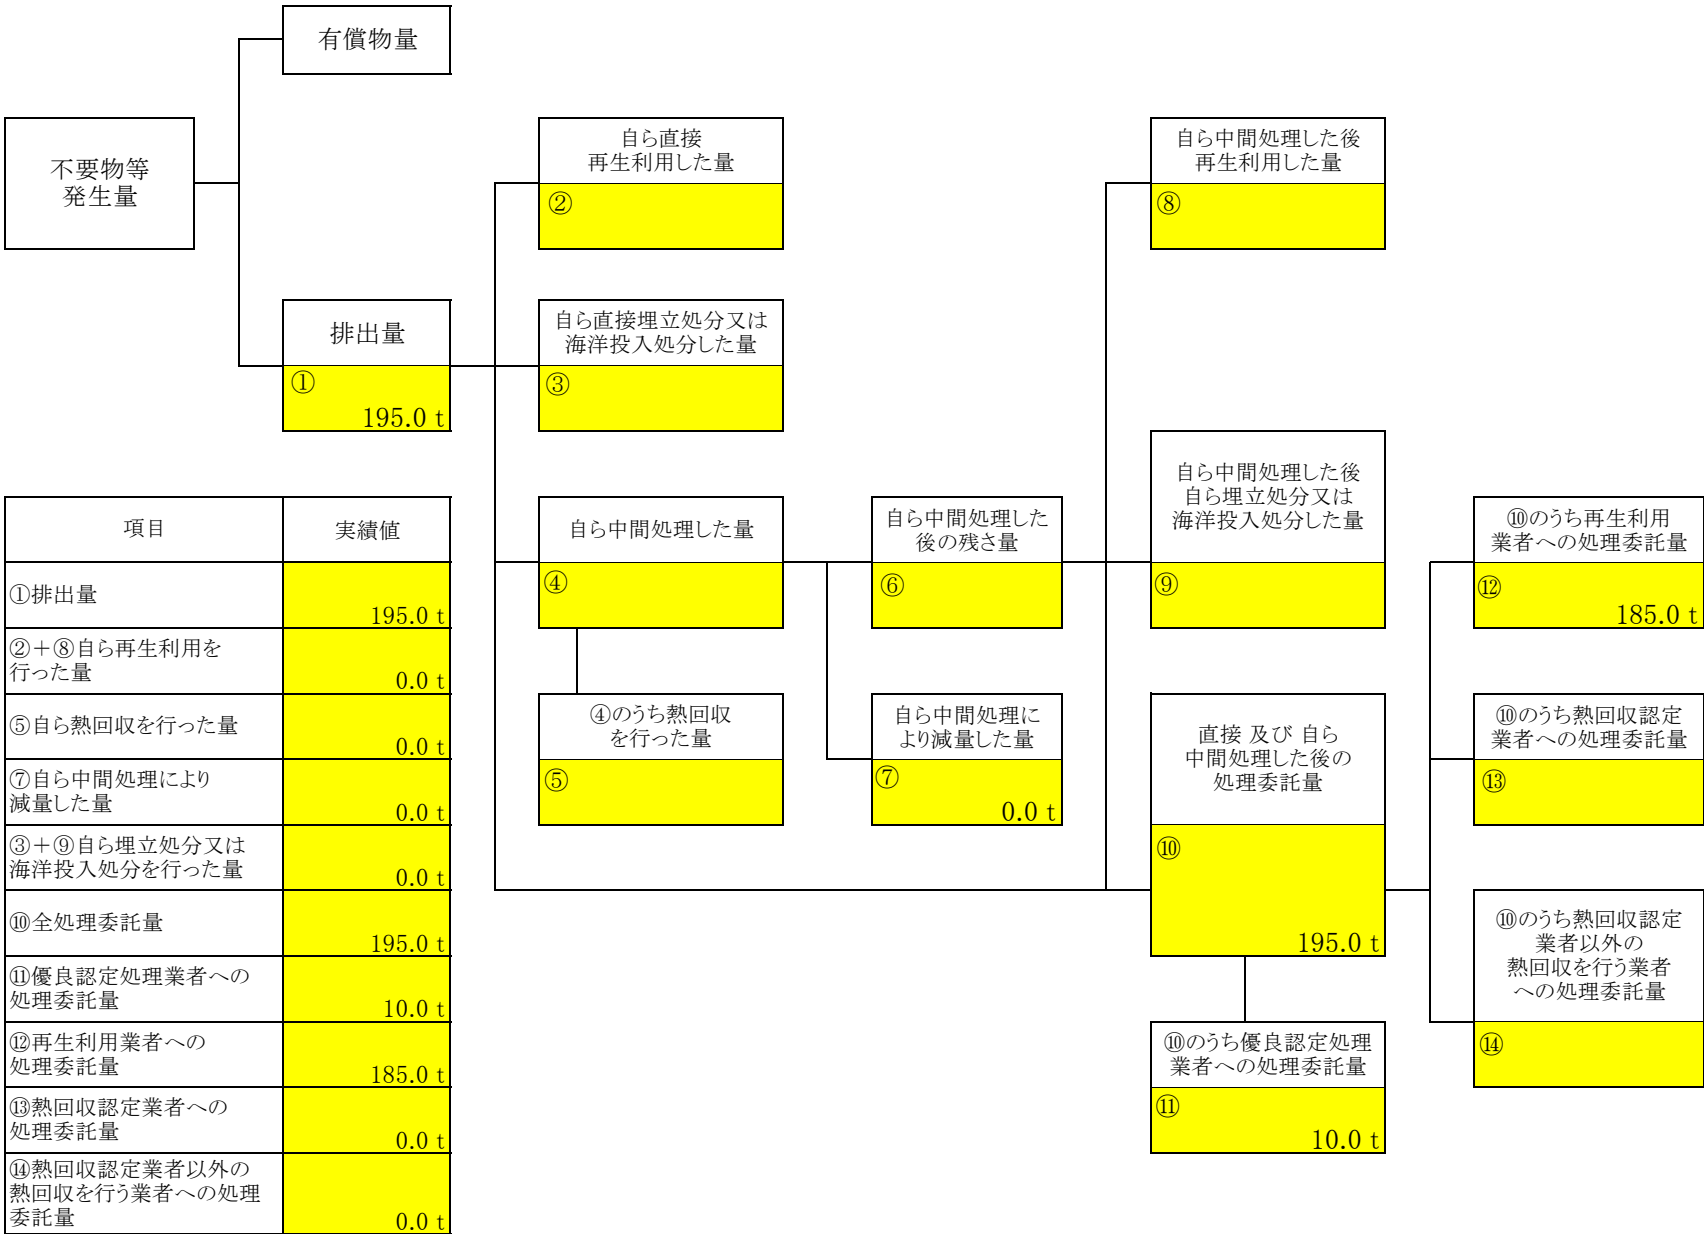 有償物量
不要物等
発生量
排出量
①
195.0 t
自ら直接
再生利用した量
②
自ら直接埋立処分又は
海洋投入処分した量
③
自ら中間処理した量
④
④のうち熱回収
を行った量
⑤
自ら中間処理した
後の残さ量
⑥
自ら中間処理に
より減量した量
⑦
0.0 t
自ら中間処理した後
再生利用した量
⑧
自ら中間処理した後
自ら埋立処分又は
海洋投入処分した量
⑨
直接 及び 自ら
中間処理した後の
処理委託量
⑩
195.0 t
⑩のうち優良認定処理
業者への処理委託量
⑪
10.0 t
⑩のうち再生利用
業者への処理委託量
⑫
185.0 t
⑩のうち熱回収認定
業者への処理委託量
⑬
⑩のうち熱回収認定
業者以外の
熱回収を行う業者
への処理委託量
⑭
項目 実績値
①排出量
195.0 t
②＋⑧自ら再生利用を
行った量
0.0 t
⑤自ら熱回収を行った量
0.0 t
⑦自ら中間処理により
減量した量
0.0 t
③＋⑨自ら埋立処分又は
海洋投入処分を行った量
0.0 t
⑩全処理委託量
195.0 t
⑪優良認定処理業者への
処理委託量
10.0 t
⑫再生利用業者への
処理委託量
185.0 t
⑬熱回収認定業者への
処理委託量
0.0 t
⑭熱回収認定業者以外の
熱回収を行う業者への処理
委託量
0.0 t